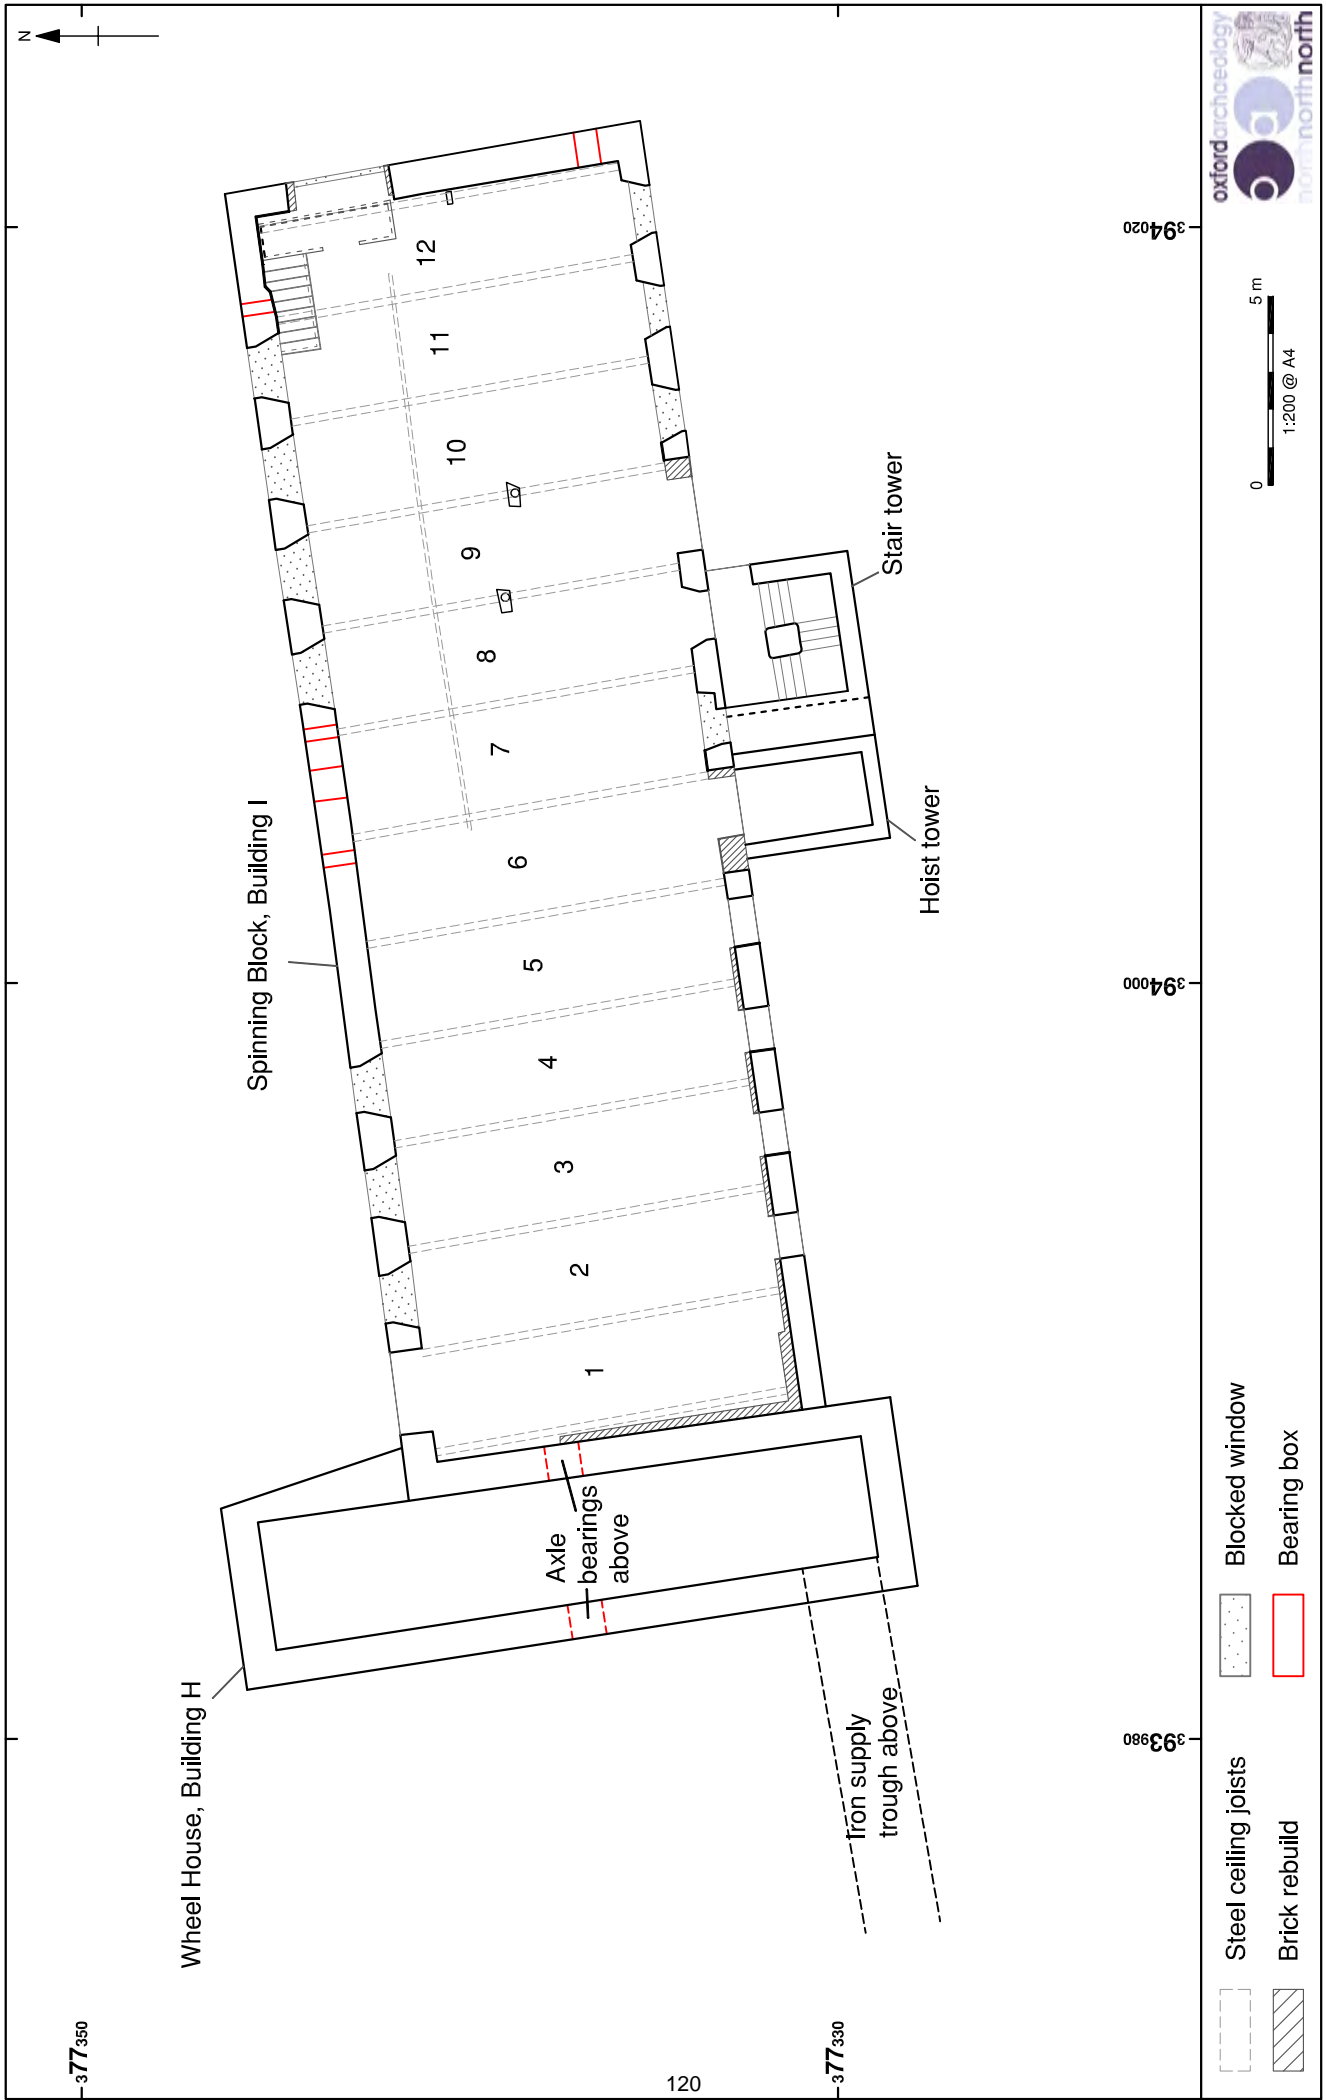 N
Wheel House, Building H
Spinning Block, Building I
Axle
bearings
above
1
2
3
4
5
6
7
8
9
10
11
12
Hoist tower
Stair tower
Iron supply
trough above
³77350
³77330
³93980
³94000
³94020
0
5 m
1:200 @ A4
Steel ceiling joists
Blocked window
Brick rebuild
Bearing box
oxfordarchaeology
northnorthnorth
120